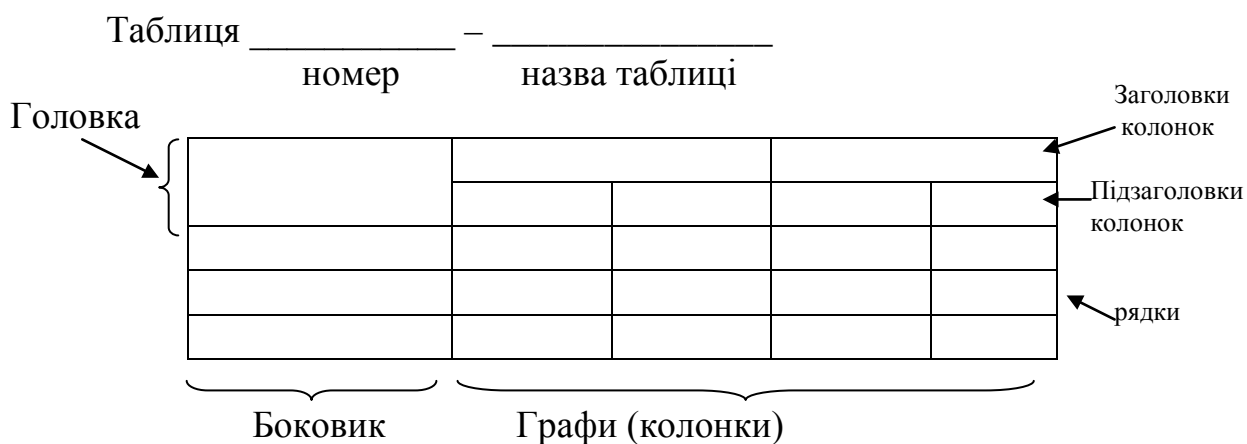 Таблиця ___________ – _______________
номер назва таблиці
Заголовки
колонок
Головка
Підзаголовки
колонок
рядки
Боковик Графи (колонки)